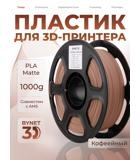 ПЛАСТИК
ДЛЯ 3D-ПРИНТЕРА
PLA
Matte
1000g
Совместим
с AMS
BYNET
3D
Кофейный